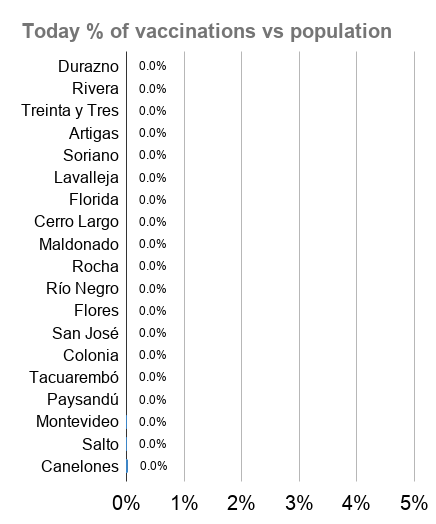 Today % of vaccinations vs population
Durazno 0.0%
Rivera 0.0%
Treinta y Tres 0.0%
Artigas 0.0%
Soriano 0.0%
Lavalleja 0.0%
Florida 0.0%
Cerro Largo 0.0%
Maldonado 0.0%
Rocha 0.0%
Río Negro 0.0%
Flores 0.0%
San José 0.0%
Colonia 0.0%
Tacuarembó 0.0%
Paysandú 0.0%
Montevideo 0.0%
Salto 0.0%
Canelones 0.0%
0% 1% 2% 3% 4% 5%